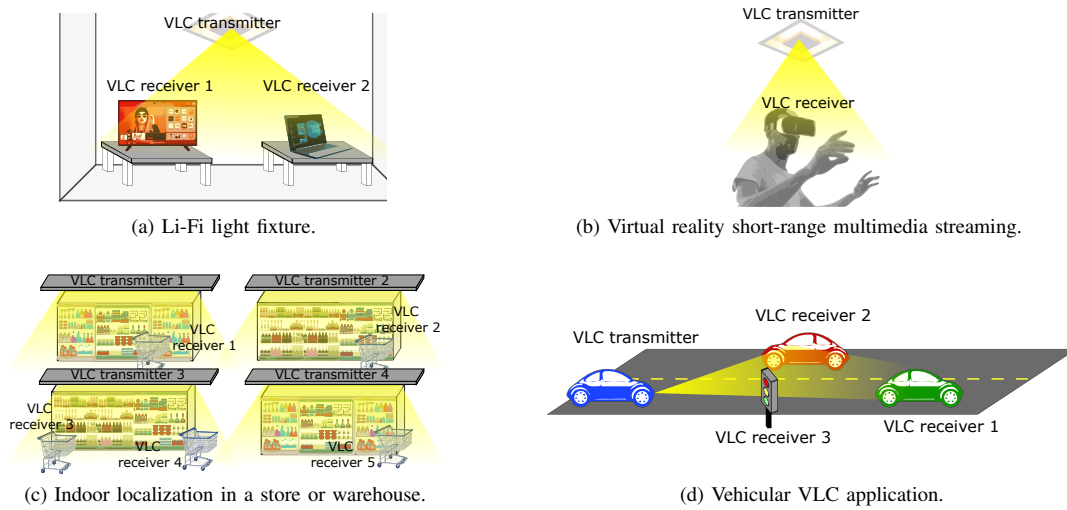 VLC transmitter
VLC receiver 1
VLC receiver 2
(a) Li-Fi light fixture.
VLC transmitter
VLC receiver
(b) Virtual reality short-range multimedia streaming.
VLC transmitter 1
VLC transmitter 2
VLC
receiver 1
VLC
receiver 2
VLC transmitter 3
VLC transmitter 4
VLC
receiver 3
VLC
receiver 4
VLC
receiver 5
(c) Indoor localization in a store or warehouse.
VLC transmitter
VLC receiver 2
VLC receiver 3
VLC receiver 1
(d) Vehicular VLC application.